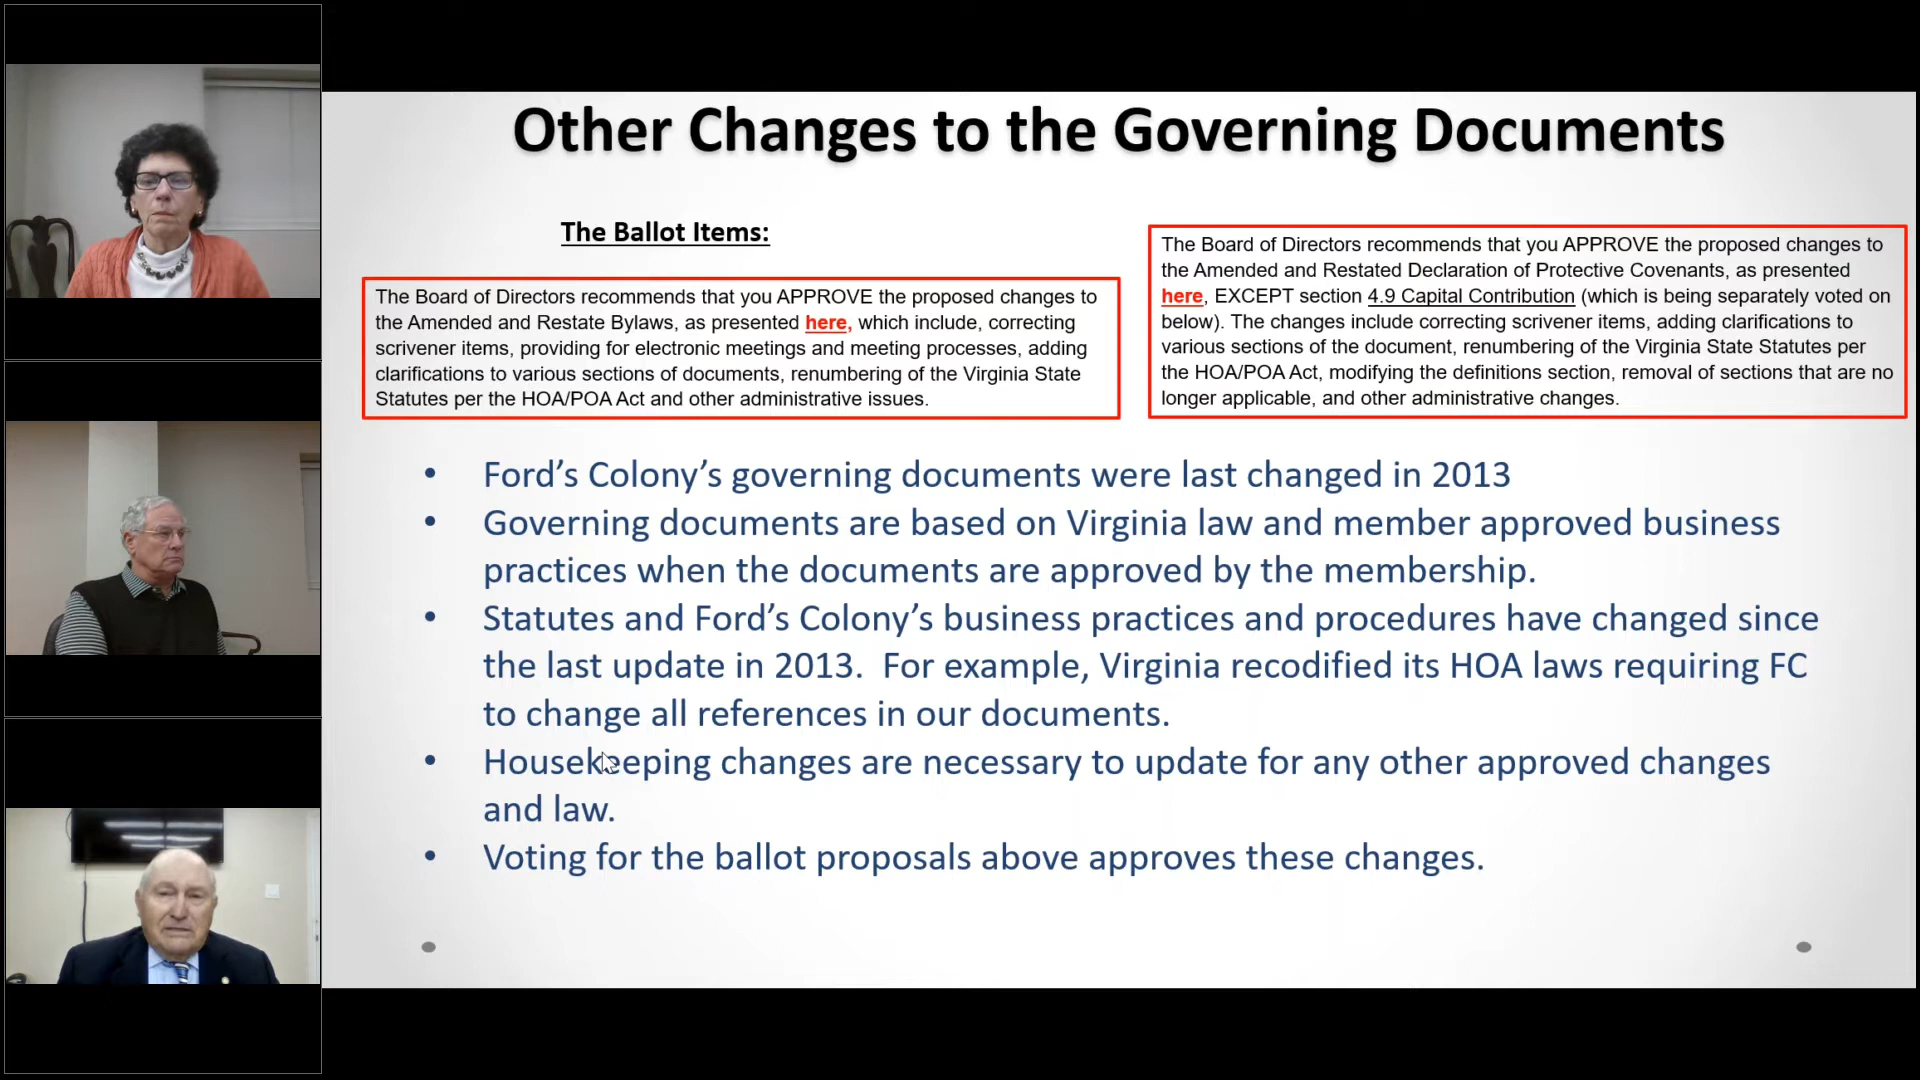 Other Changes to the Governing Documents
The Ballot Items:
The Board of Directors recommends that you APPROVE the proposed changes to
the Amended and Restate Bylaws, as presented here, which include, correcting
scrivener items, providing for electronic meetings and meeting processes, adding
clarifications to various sections of documents, renumbering of the Virginia State
Statutes per the HOA/POA Act and other administrative issues.
The Board of Directors recommends that you APPROVE the proposed changes to
the Amended and Restated Declaration of Protective Covenants, as presented
here, EXCEPT section 4.9 Capital Contribution (which is being separately voted on
below). The changes include correcting scrivener items, adding clarifications to
various sections of the document, renumbering of the Virginia State Statutes per
the HOA/POA Act, modifying the definitions section, removal of sections that are no
longer applicable, and other administrative changes.
• Ford’s Colony’s governing documents were last changed in 2013
• Governing documents are based on Virginia law and member approved business
practices when the documents are approved by the membership.
• Statutes and Ford’s Colony’s business practices and procedures have changed since
the last update in 2013.  For example, Virginia recodified its HOA laws requiring FC
to change all references in our documents.
• Housekeeping changes are necessary to update for any other approved changes
and law.
• Voting for the ballot proposals above approves these changes.